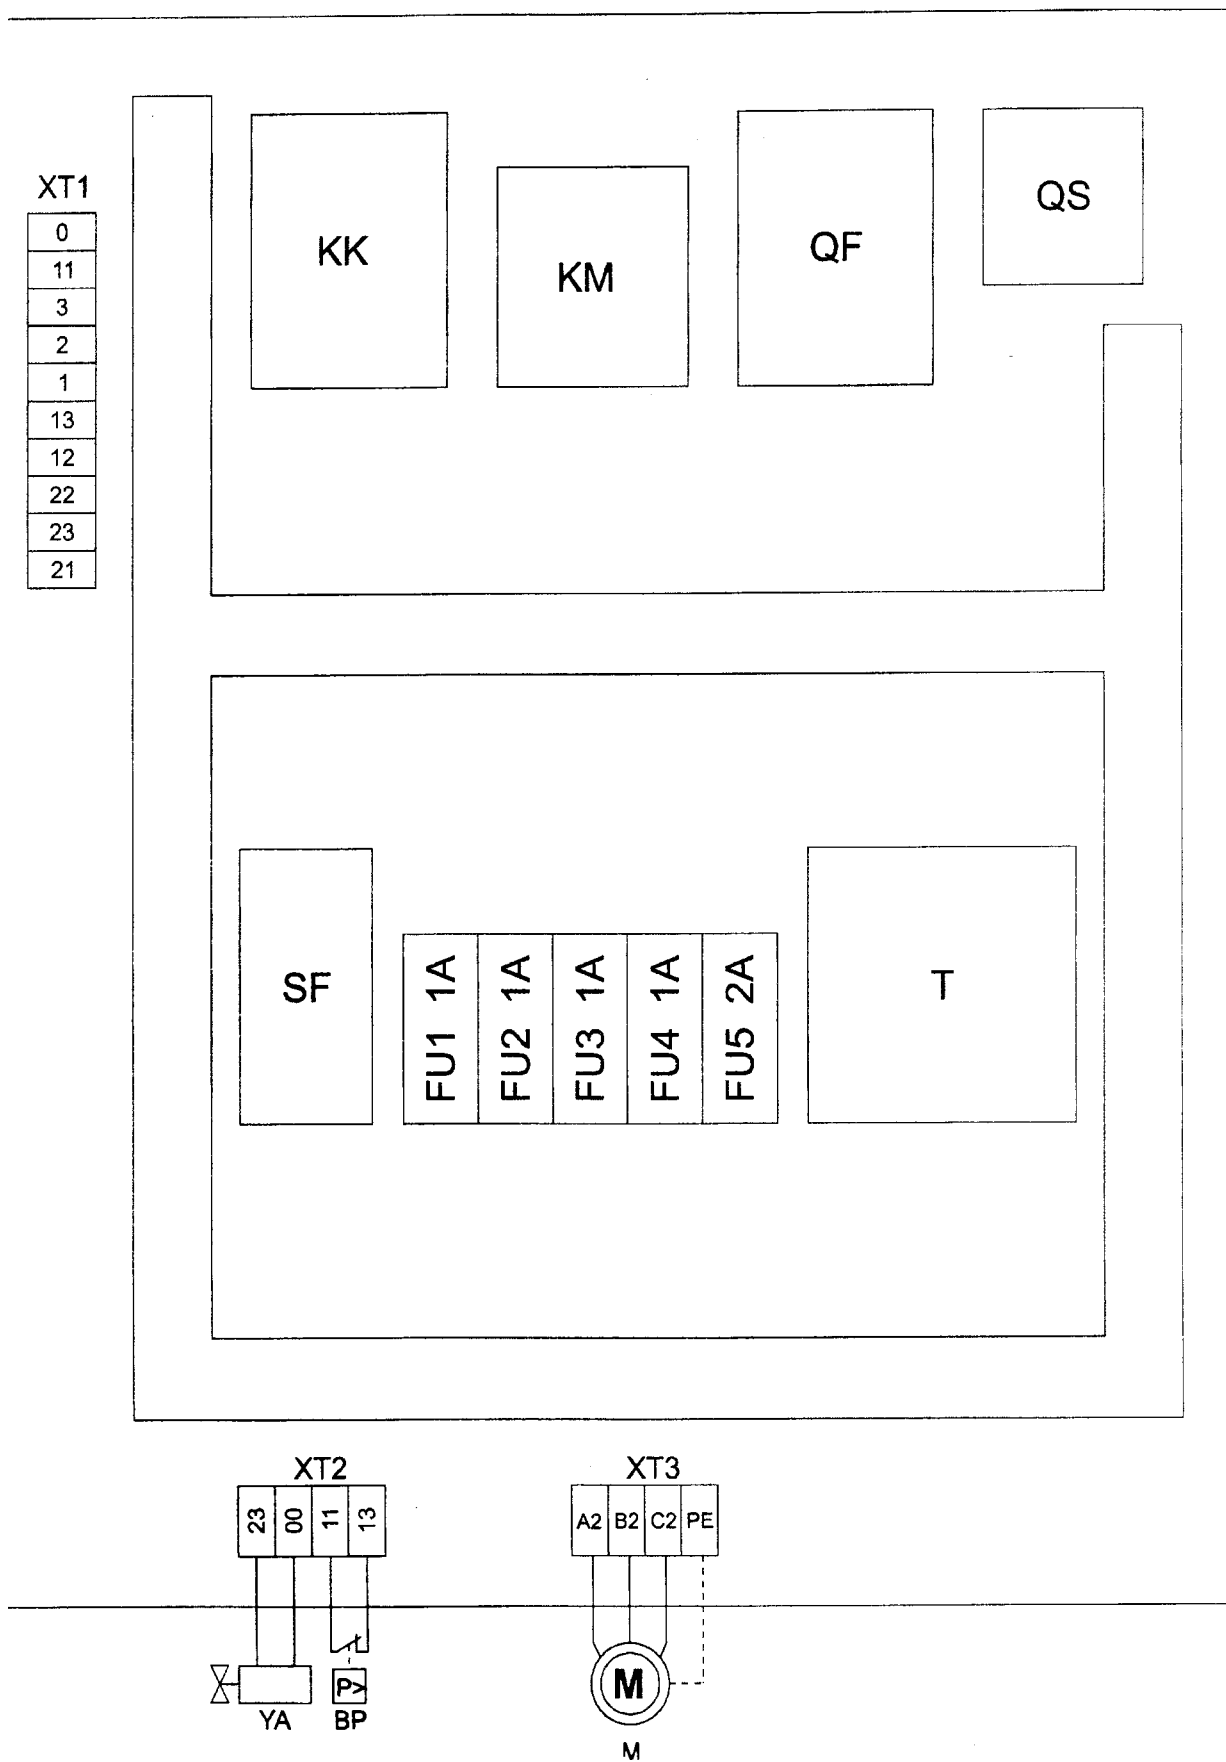 XT1
0
11
3
2
1
13
12
22
23
21
KK
KM
QF
QS
SF
FU1 1A
FU2 1A
FU3 1A
FU4 1A
FU5 2A
T
XT2
23 00 11 13
YA
P>
BP
XT3
A2 B2 C2 PE
M
M